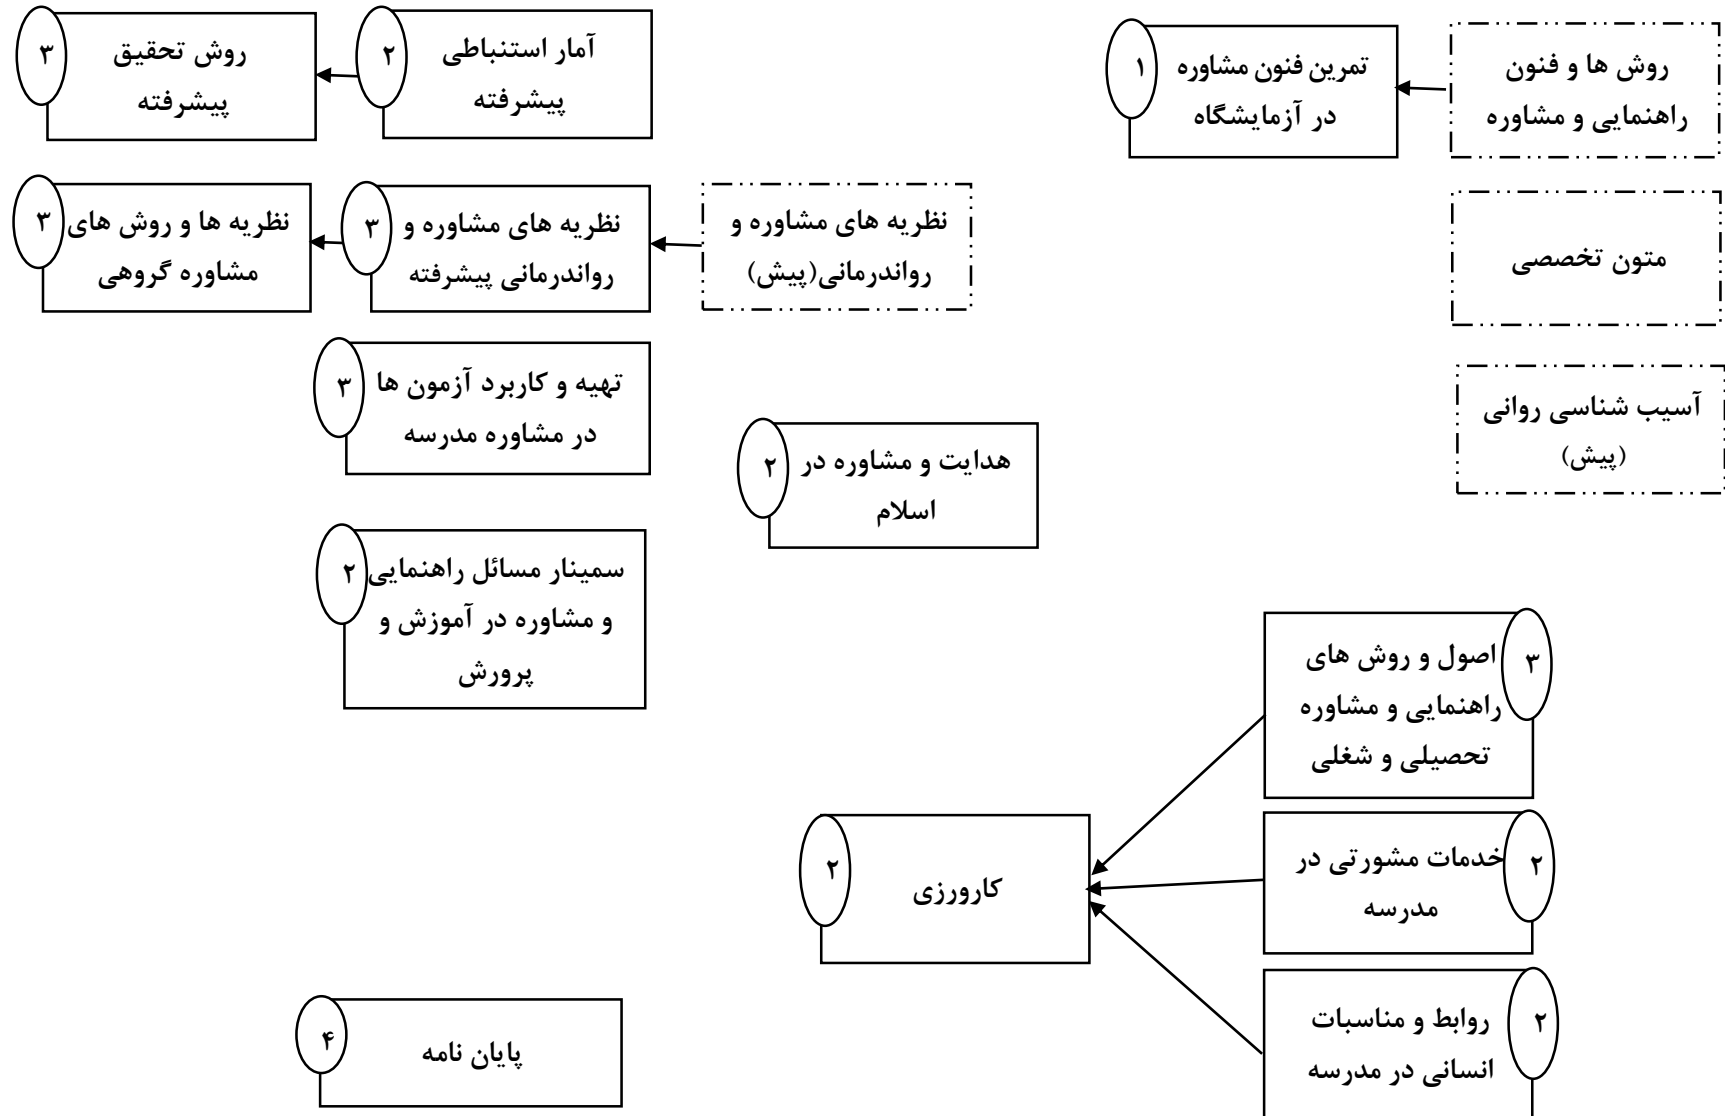 روش ها و فنون
راهنمایی و مشاوره
تمرین فنون مشاوره
در آزمایشگاه
۱
آمار استنباطی
پیشرفته
۲
روش تحقیق
پیشرفته
۳
متون تخصصی
نظریه های مشاوره و
رواندرمانی(پیش)
نظریه های مشاوره و
رواندرمانی پیشرفته
۳
نظریه ها و روش های
مشاوره گروهی
۳
آسیب شناسی روانی
(پیش)
هدایت و مشاوره در
اسلام
۲
تهیه و کاربرد آزمون ها
در مشاوره مدرسه
۳
سمینار مسائل راهنمایی
و مشاوره در آموزش و
پرورش
۲
۳
اصول و روش های
راهنمایی و مشاوره
تحصیلی و شغلی
۲
خدمات مشورتی در
مدرسه
کارورزی
۲
۲
روابط و مناسبات
انسانی در مدرسه
پایان نامه
۴